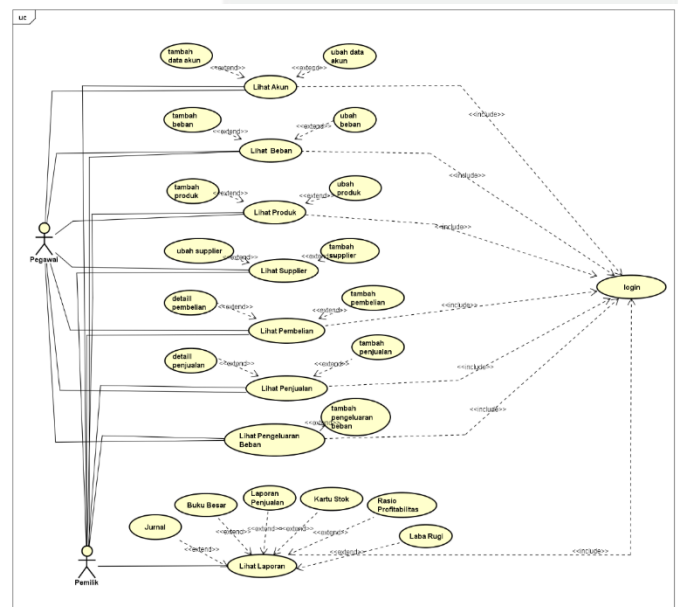 uc
tambah
data akun
ubah data
akun
<<extend>>
<<extend>>
Lihat Akun
<<include>>
tambah
beban
ubah
beban
<<extend>>
<<extend>>
Lihat Beban
<<include>>
tambah
produk
ubah
produk
<<extend>>
<<extend>>
Lihat Produk
<<include>>
Pegawai
ubah supplier
tambah
supplier
<<extend>>
<<extend>>
Lihat Supplier
login
detail
pembelian
tambah
pembelian
<<extend>>
<<extend>>
Lihat Pembelian
<<include>>
detail
penjualan
tambah
penjualan
<<extend>>
<<extend>>
Lihat Penjualan
<<include>>
tambah
pengeluaran
beban
<<extend>>
Lihat Pengeluaran
Beban
<<include>>
Jurnal
Buku Besar
Laporan
Penjualan
Kartu Stok
Rasio
Profitabilitas
Laba Rugi
<<extend>>
<<extend>>
<<extend>>
<<extend>>
<<extend>>
<<extend>>
Lihat Laporan
<<include>>
Pemilik